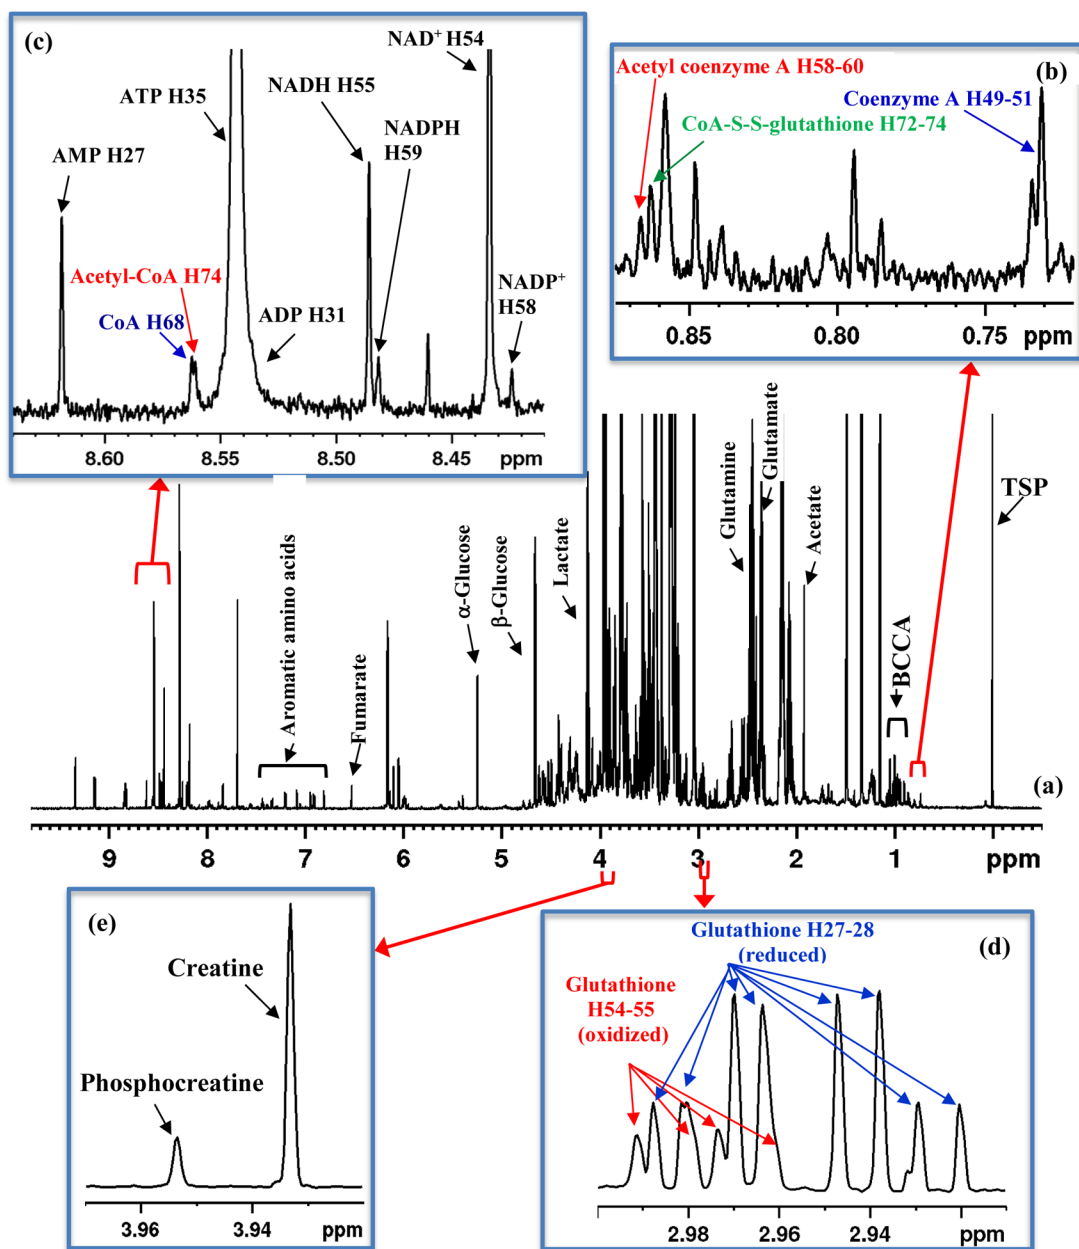 (c)
NAD+ H54
ATP H35
NADH H55
NADPH
H59
AMP H27
Acetyl-CoA H74
CoA H68
ADP H31
NADP+
H58
8.60
8.55
8.50
8.45
ppm
(b)
Acetyl coenzyme A H58-60
Coenzyme A H49-51
CoA-S-S-glutathione H72-74
0.85
0.80
0.75
ppm
Aromatic amino acids
Fumarate
α-Glucose
β-Glucose
Lactate
Glutamine
Glutamate
Acetate
BCCA
TSP
(a)
9
8
7
6
5
4
3
2
1
ppm
(e)
Creatine
Phosphocreatine
3.96
3.94
ppm
(d)
Glutathione H27-28
(reduced)
Glutathione
H54-55
(oxidized)
2.98
2.96
2.94
ppm